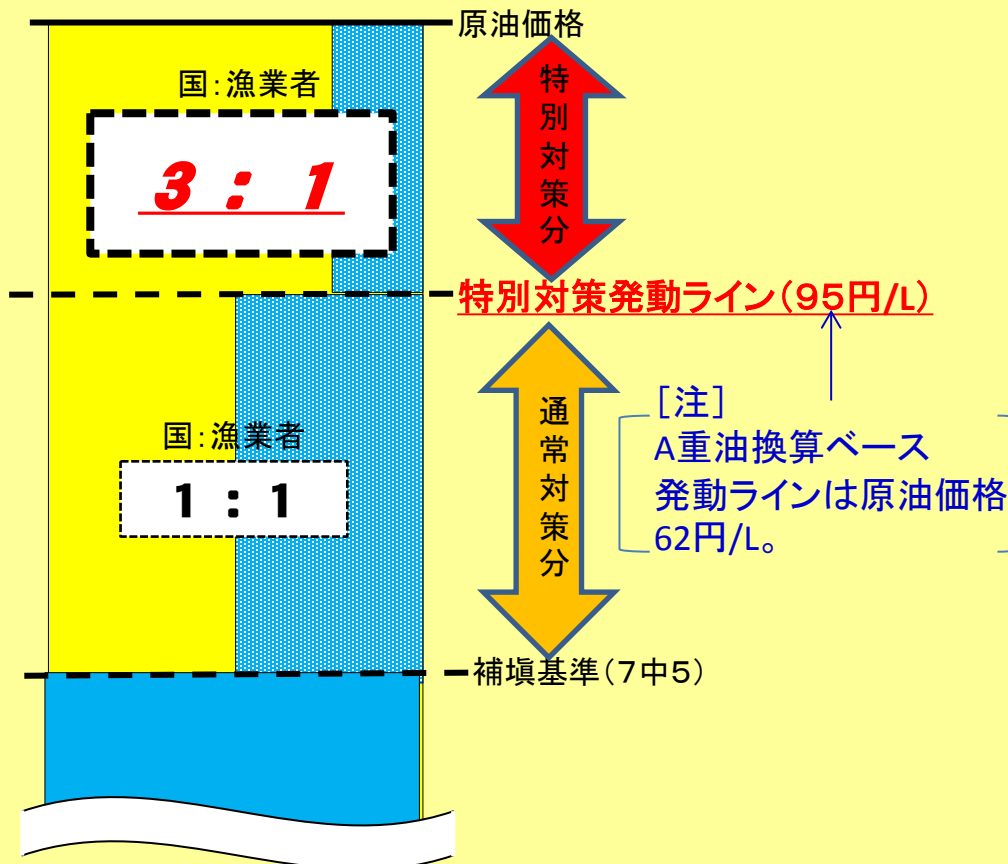 原油価格
国：漁業者
３ ： １
特別対策分
特別対策発動ライン（９５円/L）
通常対策分
国：漁業者
１ ： １
［注］
A重油換算ベース
発動ラインは原油価格
62円/L。
補塡基準（７中５）